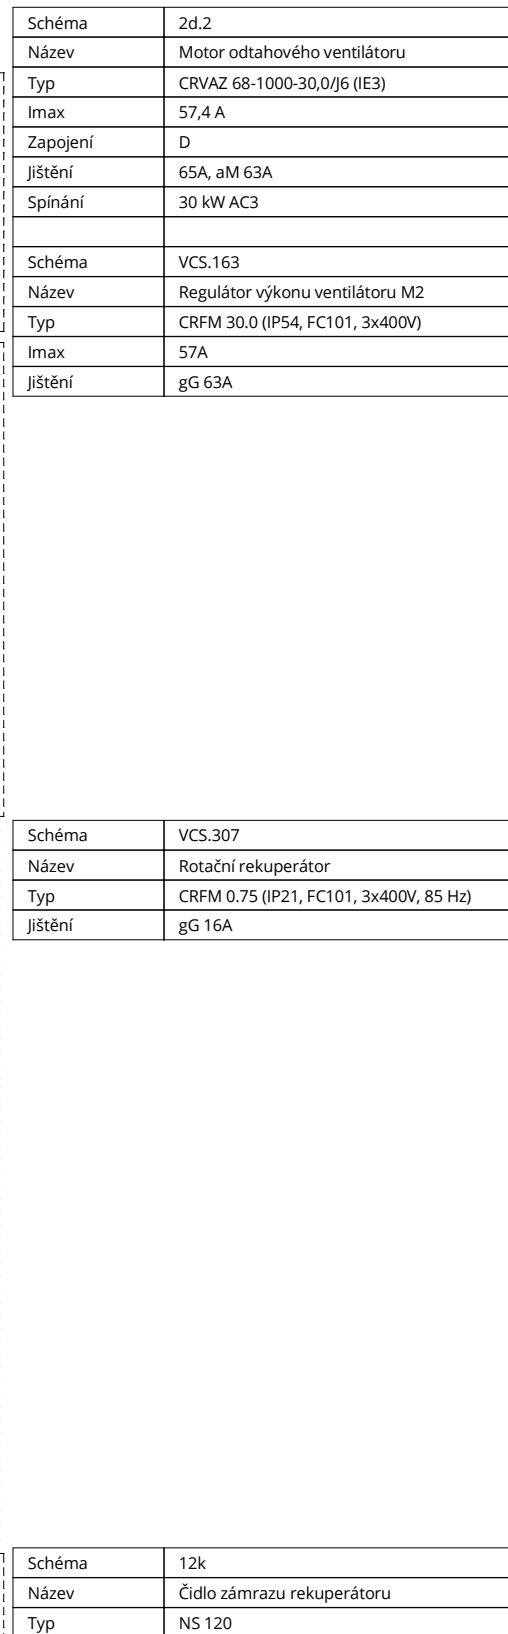 Schéma 2d.2
Název Motor odtahového ventilátoru
Typ CRVAZ 68-1000-30,0/J6 (IE3)
Imax 57,4 A
Zapojení D
Jištění 65A, aM 63A
Spínání 30 kW AC3
Schéma VCS.163
Název Regulátor výkonu ventilátoru M2
Typ CRFM 30.0 (IP54, FC101, 3x400V)
Imax 57A
Jištění gG 63A
Schéma VCS.307
Název Rotační rekuperátor
Typ CRFM 0.75 (IP21, FC101, 3x400V, 85 Hz)
Jištění gG 16A
Schéma 12k
Název Čidlo zámrazu rekuperátoru
Typ NS 120